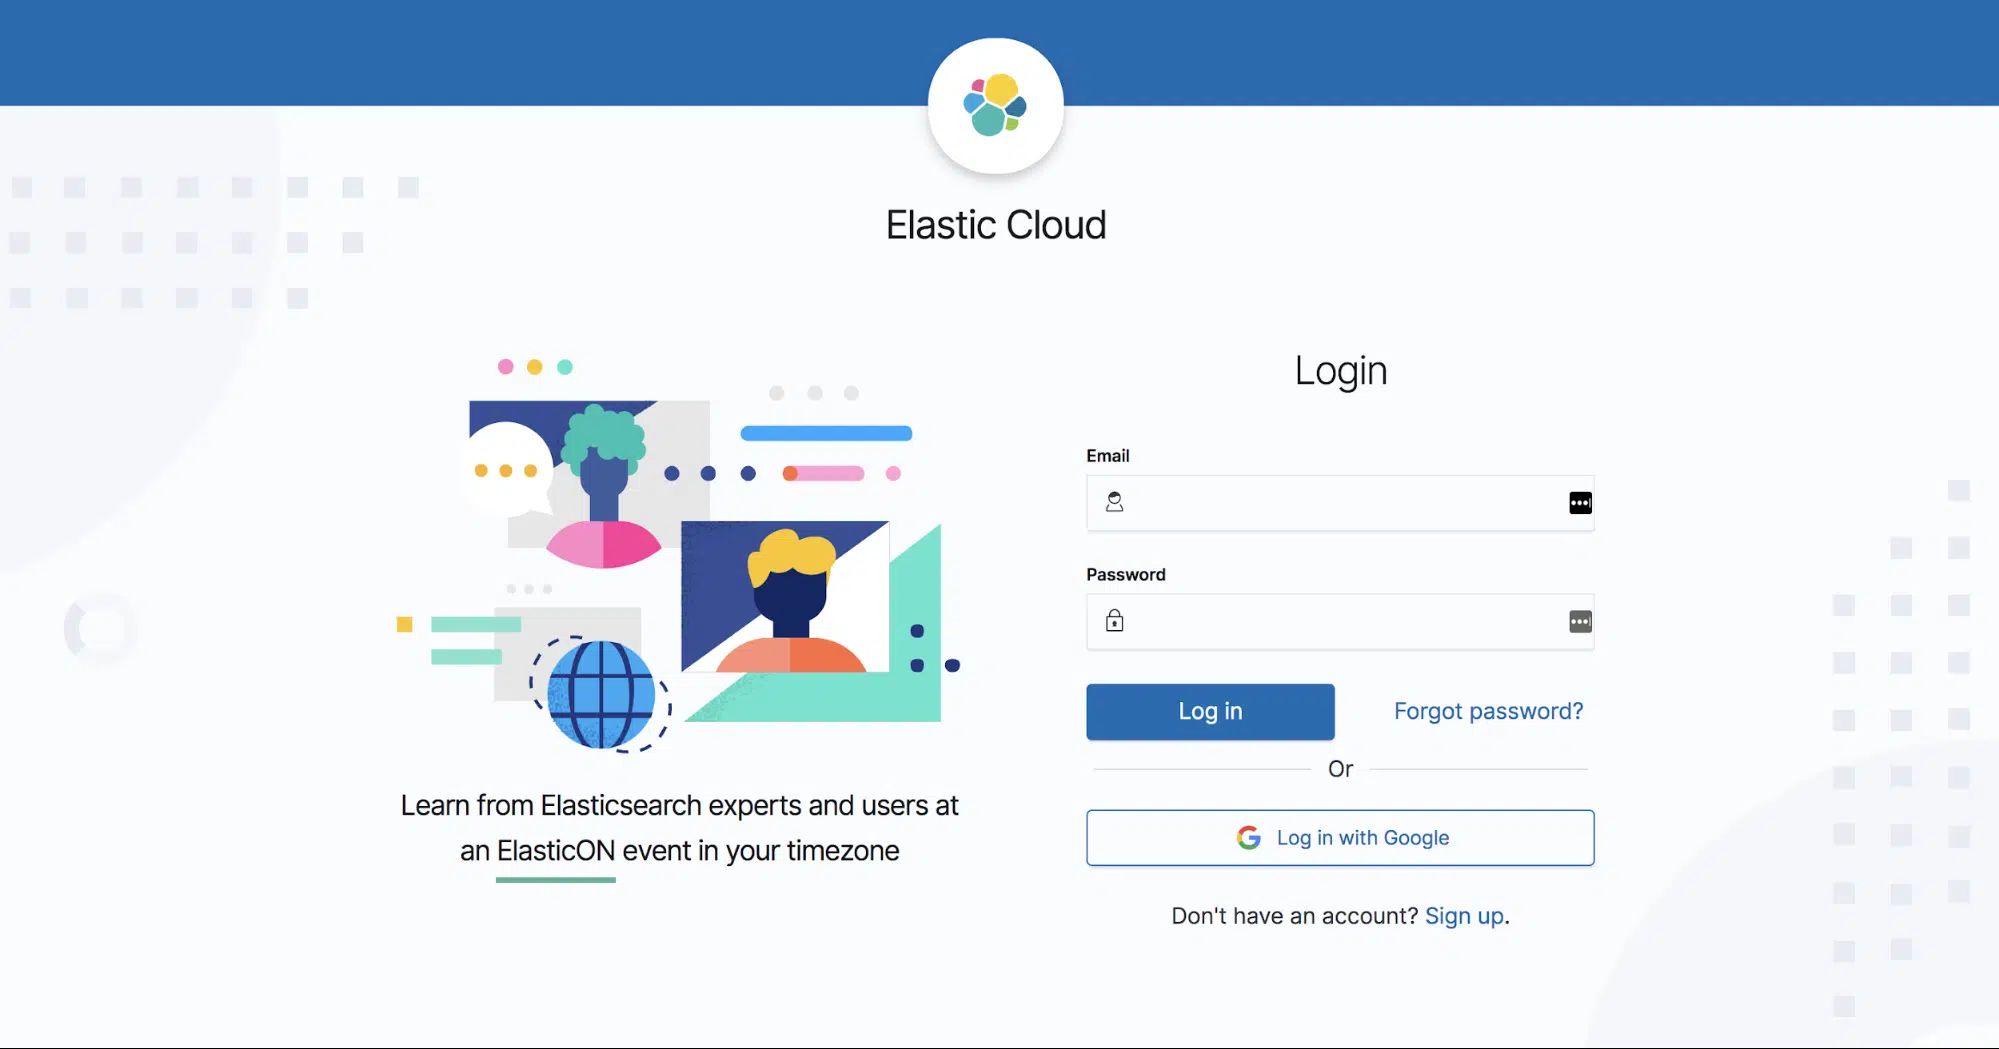 Elastic Cloud
Learn from Elasticsearch experts and users at
an ElasticON event in your timezone
Login
Email
Password
Log in
Forgot password?
Or
Log in with Google
Don't have an account? Sign up.